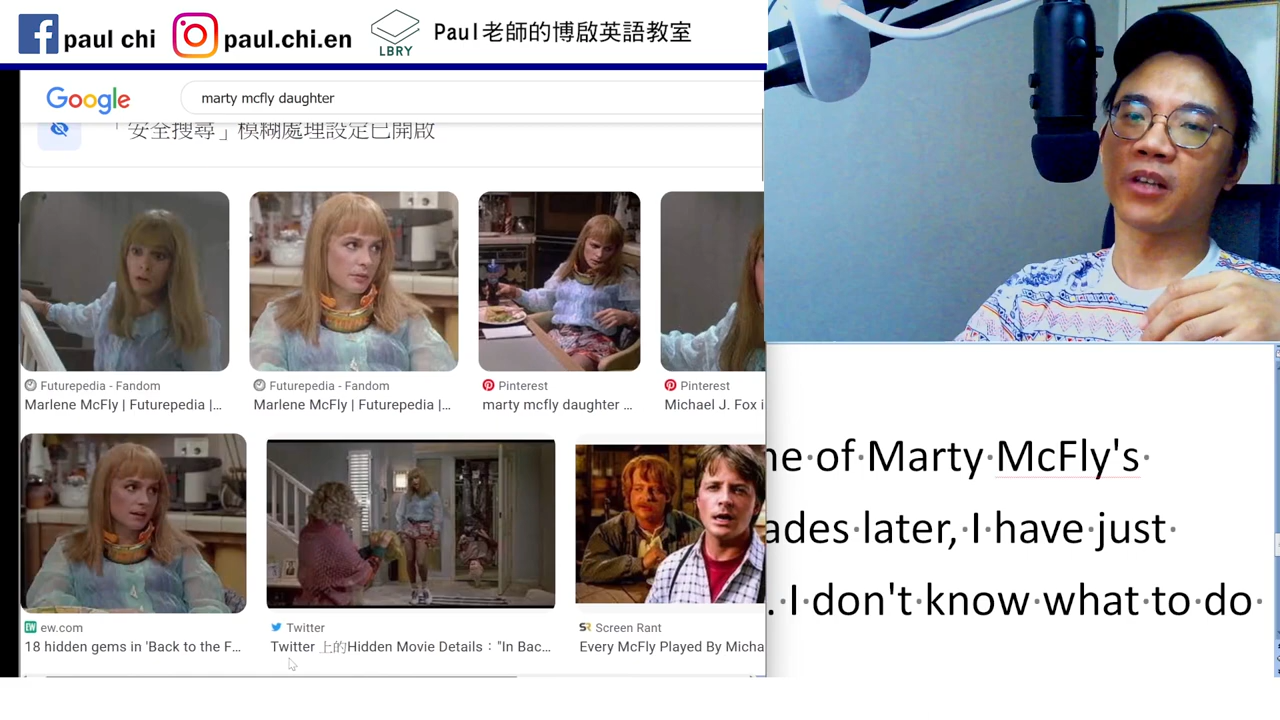 paul chi
paul.chi.en
LBRY
Paul老師的博啟英語教室
Google
marty mcfly daughter
「安全搜尋」模糊處理設定已開啟
Futurepedia - Fandom
Marlene McFly | Futurepedia |...
Futurepedia - Fandom
Marlene McFly | Futurepedia |...
Pinterest
marty mcfly daughter ...
Pinterest
Michael J. Fox i
ew.com
18 hidden gems in 'Back to the F...
Twitter
Twitter 上的Hidden Movie Details："In Bac...
Screen Rant
Every McFly Played By Micha
ne of Marty McFly's
ades later, I have just
. I don't know what to do